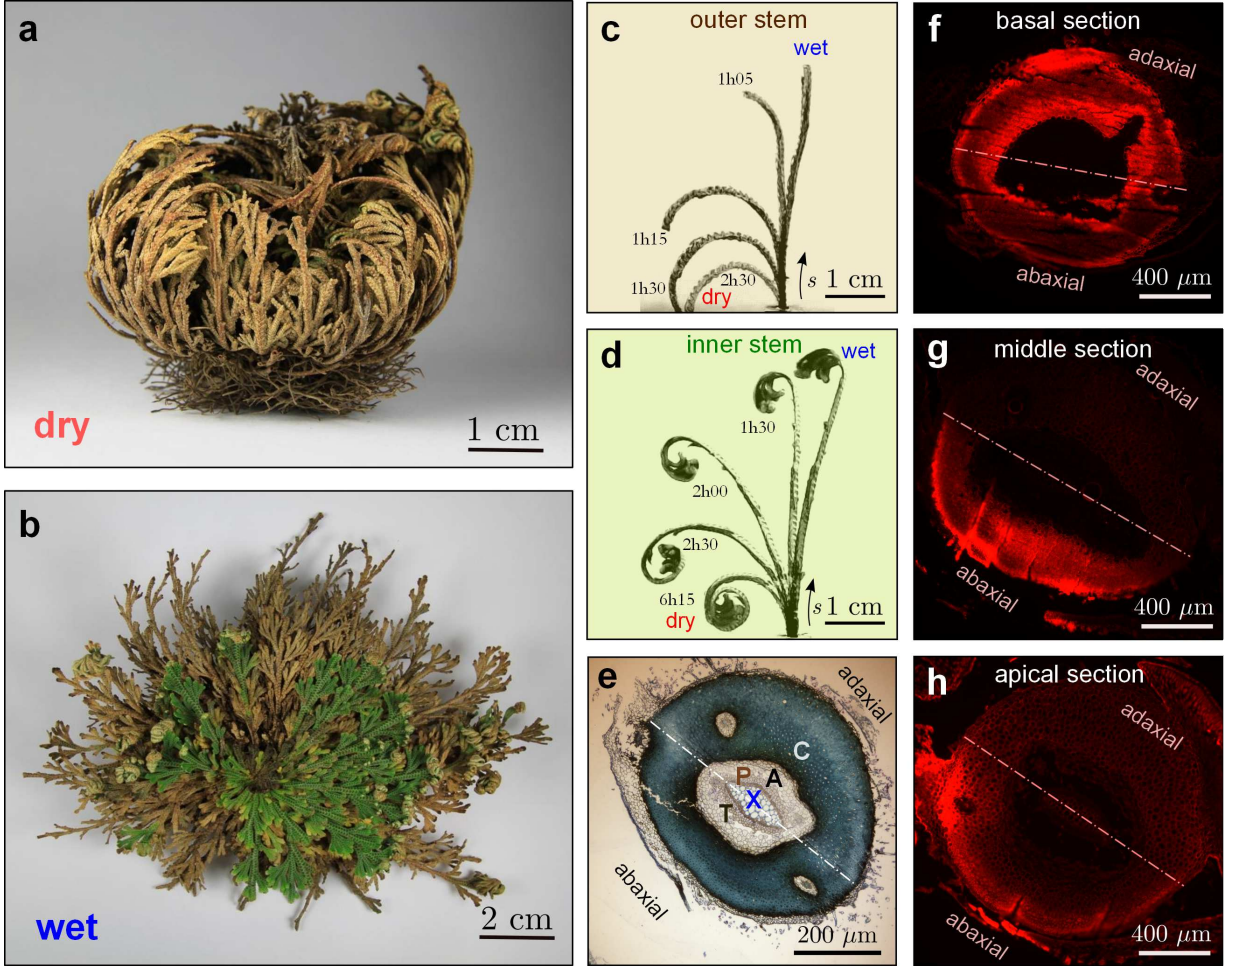 a
dry
1 cm
b
wet
2 cm
c
outer stem
wet
1h05
1h15
1h30
2h30
dry
s
1 cm
d
inner stem
wet
1h30
2h00
2h30
6h15
dry
s
1 cm
e
adaxial
C
P
A
X
T
abaxial
200 µm
f
basal section
adaxial
abaxial
400 µm
g
middle section
adaxial
abaxial
400 µm
h
apical section
adaxial
abaxial
400 µm